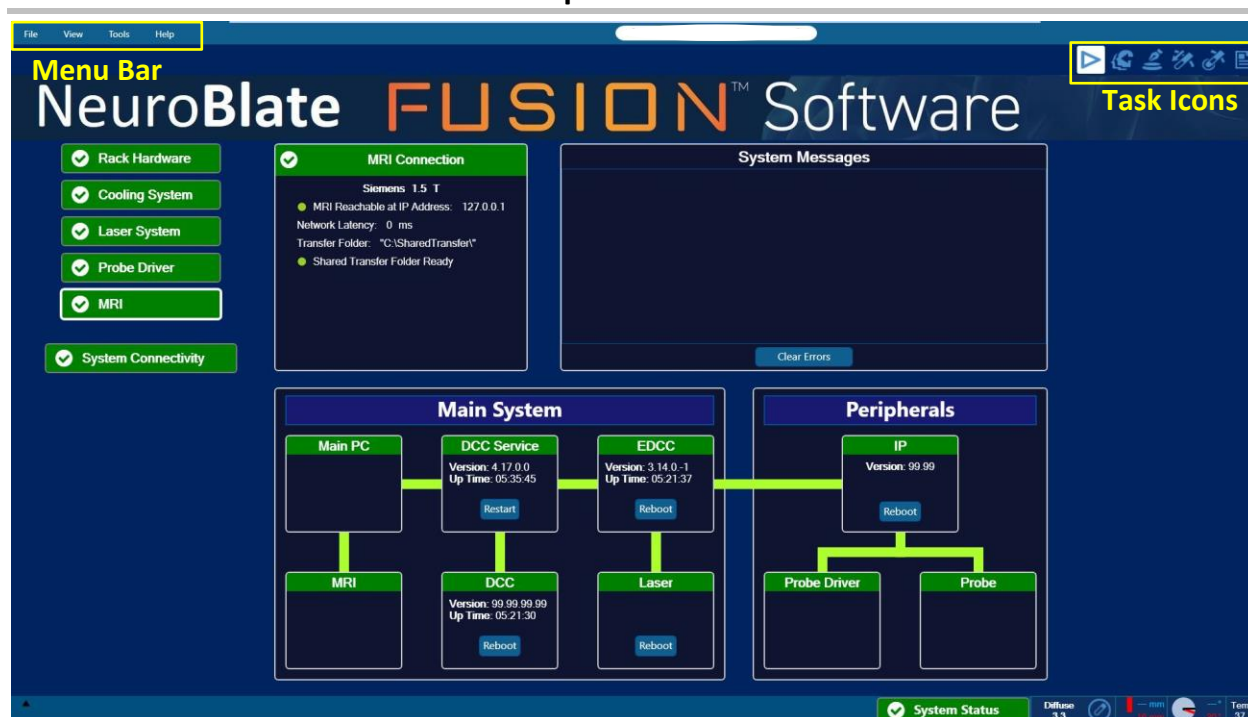 File View Tools Help
Menu Bar
Task Icons
NeuroBlate FUSION™ Software
Rack Hardware
Cooling System
Laser System
Probe Driver
MRI
System Connectivity
MRI Connection
Siemens 1.5 T
MRI Reachable at IP Address: 127.0.0.1
Network Latency: 0 ms
Transfer Folder: "C:\SharedTransfer\"
Shared Transfer Folder Ready
System Messages
Clear Errors
Main System
Main PC
DCC Service
Version: 4.17.0.0
Up Time: 05:35:45
Restart
EDCC
Version: 3.14.0.-1
Up Time: 05:21:37
Reboot
MRI
DCC
Version: 99.99.99.99
Up Time: 05:21:30
Reboot
Laser
Reboot
Peripherals
IP
Version: 99.99
Reboot
Probe Driver
Probe
System Status
Diffuse
3.3
-- mm